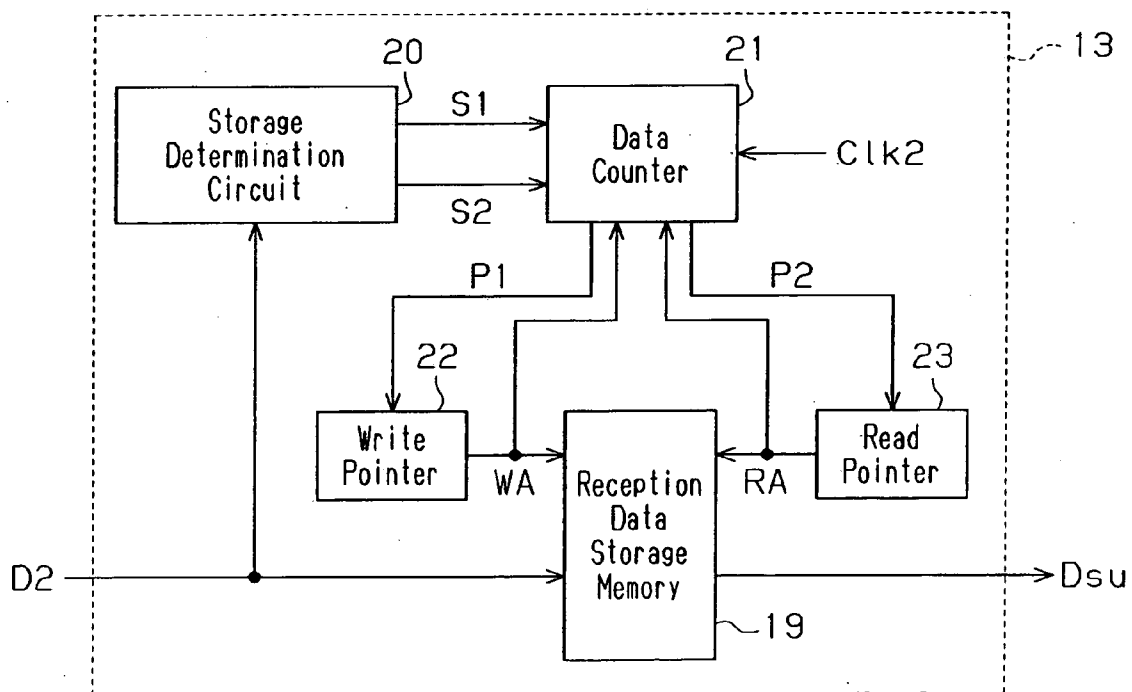 13
20
21
Storage
Determination
Circuit
S1
S2
Data
Counter
Clk2
P1
P2
22
23
Write
Pointer
WA
Reception
Data
Storage
Memory
RA
Read
Pointer
D2
Dsu
19